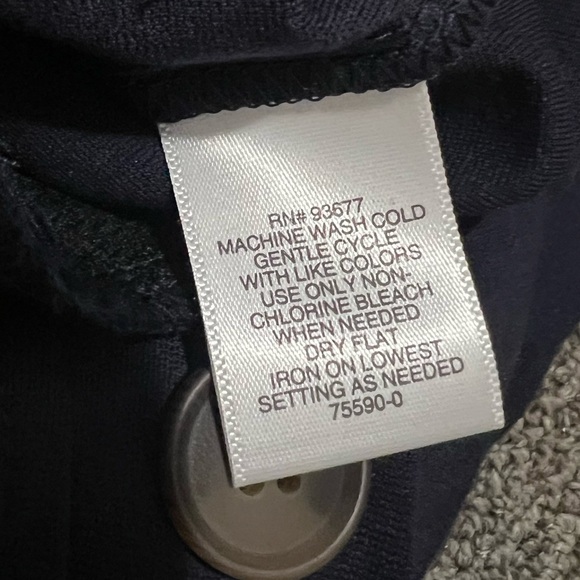 RN# 93677
MACHINE WASH COLD
GENTLE CYCLE
WITH LIKE COLORS
USE ONLY NON-
CHLORINE BLEACH
WHEN NEEDED
DRY FLAT
IRON ON LOWEST
SETTING AS NEEDED
75590-0